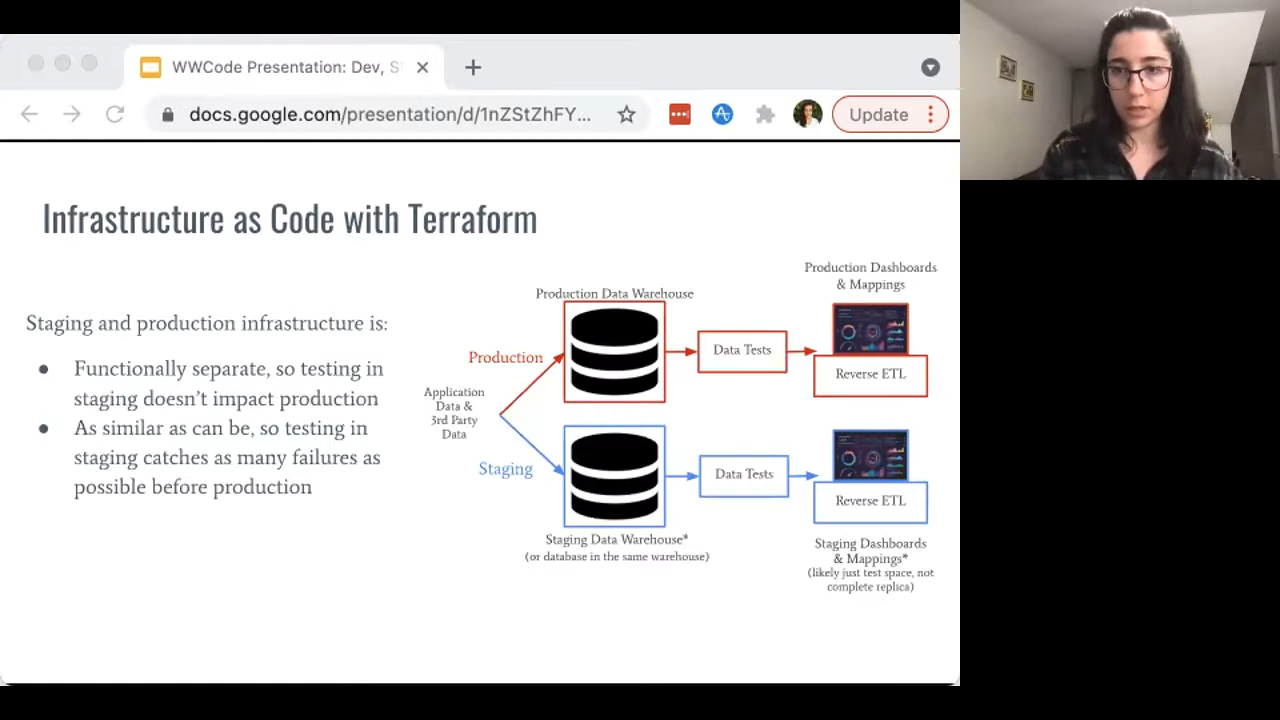 WWCode Presentation: Dev, S
docs.google.com/presentation/d/1nZStZhFY...
Update
Infrastructure as Code with Terraform
Staging and production infrastructure is:
● Functionally separate, so testing in
staging doesn't impact production
● As similar as can be, so testing in
staging catches as many failures as
possible before production
Production Data Warehouse
Production Dashboards
& Mappings
Production
Data Tests
Reverse ETL
Application
Data &
3rd Party
Data
Staging
Data Tests
Reverse ETL
Staging Data Warehouse*
(or database in the same warehouse)
Staging Dashboards
& Mappings*
(likely just test space, not
complete replica)